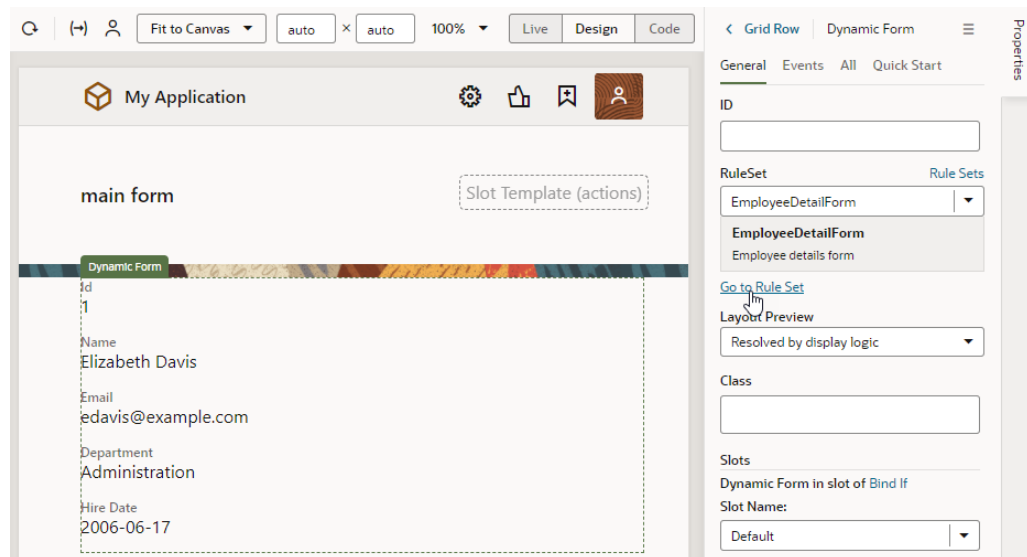 Fit to Canvas
auto × auto
100%
Live Design Code
My Application
main form
Slot Template (actions)
Dynamic Form
Id
1
Name
Elizabeth Davis
Email
edavis@example.com
Department
Administration
Hire Date
2006-06-17
Grid Row Dynamic Form
General Events All Quick Start
ID
RuleSet Rule Sets
EmployeeDetailForm
EmployeeDetailForm
Employee details form
Go to Rule Set
Layout Preview
Resolved by display logic
Class
Slots
Dynamic Form in slot of Bind If
Slot Name:
Default
Properties